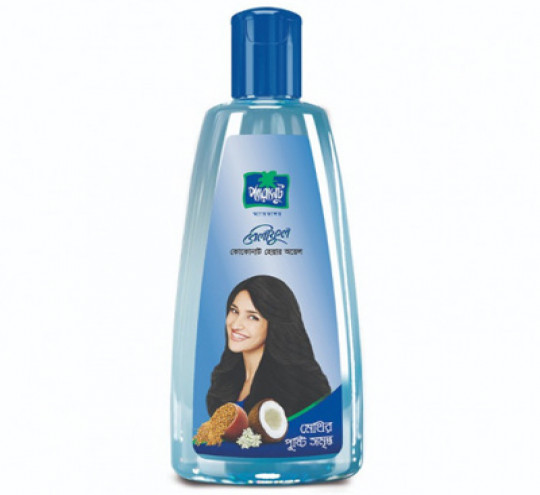 প্যারাসুট
অ্যাডভান্সড
বেলীফুল
কোকোনাট হেয়ার অয়েল
মেথির
পুষ্টি সমৃদ্ধ